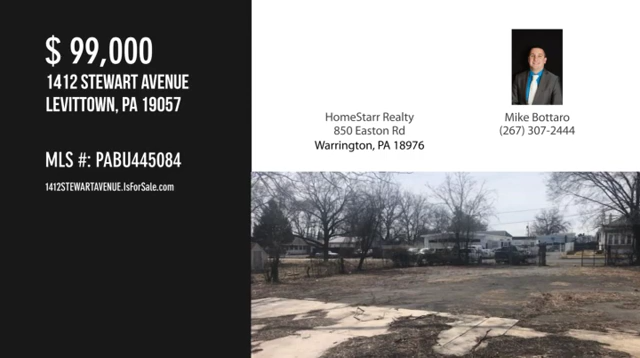 $ 99,000
1412 STEWART AVENUE
LEVITTOWN, PA 19057
MLS #: PABU445084
1412STEWARTAVENUE.IsForSale.com
HomeStarr Realty
850 Easton Rd
Warrington, PA 18976
Mike Bottaro
(267) 307-2444